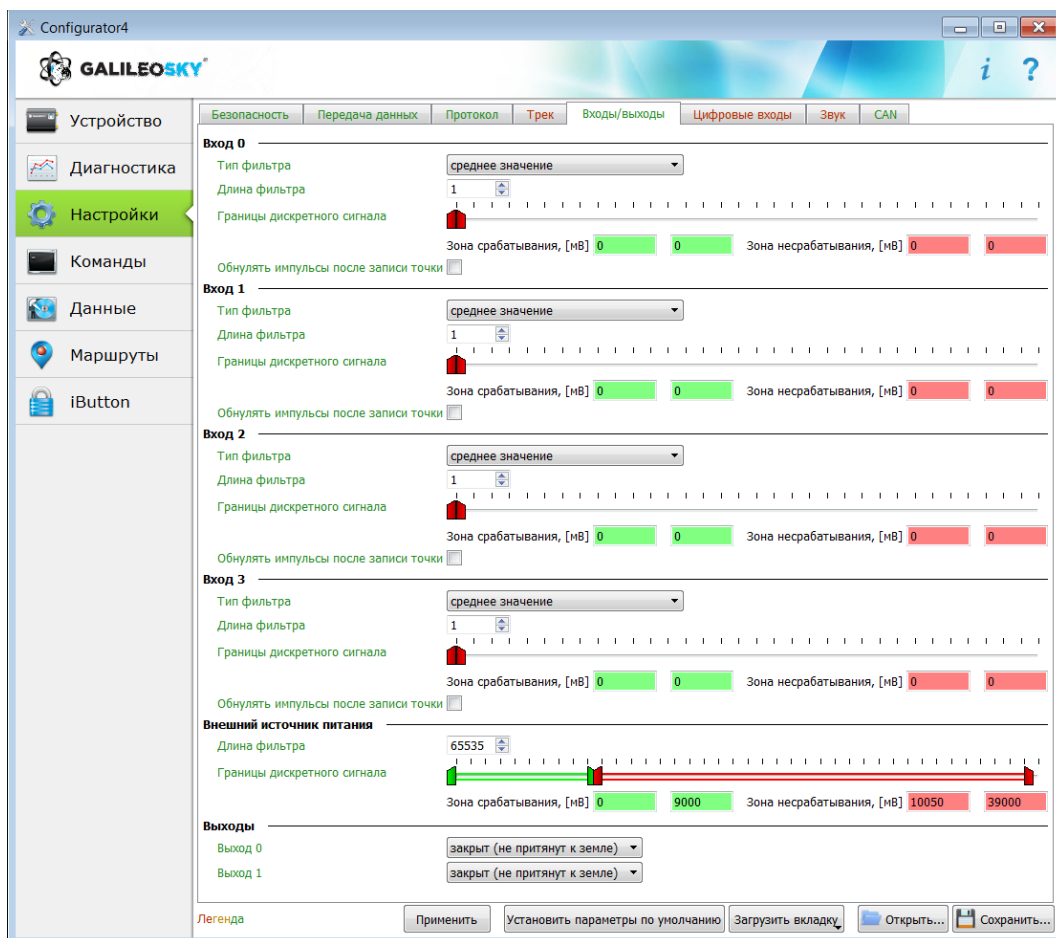 Configurator4
GALILEOSKY
i ?
Устройство
Диагностика
Настройки
Команды
Данные
Маршруты
iButton
Безопасность Передача данных Протокол Трек Входы/выходы Цифровые входы Звук CAN
Вход 0
Тип фильтра среднее значение
Длина фильтра 1
Границы дискретного сигнала
Зона срабатывания, [мВ] 0 0 Зона несрабатывания, [мВ] 0 0
Обнулять импульсы после записи точки
Вход 1
Тип фильтра среднее значение
Длина фильтра 1
Границы дискретного сигнала
Зона срабатывания, [мВ] 0 0 Зона несрабатывания, [мВ] 0 0
Обнулять импульсы после записи точки
Вход 2
Тип фильтра среднее значение
Длина фильтра 1
Границы дискретного сигнала
Зона срабатывания, [мВ] 0 0 Зона несрабатывания, [мВ] 0 0
Обнулять импульсы после записи точки
Вход 3
Тип фильтра среднее значение
Длина фильтра 1
Границы дискретного сигнала
Зона срабатывания, [мВ] 0 0 Зона несрабатывания, [мВ] 0 0
Обнулять импульсы после записи точки
Внешний источник питания
Длина фильтра 65535
Границы дискретного сигнала
Зона срабатывания, [мВ] 0 9000 Зона несрабатывания, [мВ] 10050 39000
Выходы
Выход 0 закрыт (не притянут к земле)
Выход 1 закрыт (не притянут к земле)
Легенда Применить Установить параметры по умолчанию Загрузить вкладку Открыть... Сохранить...